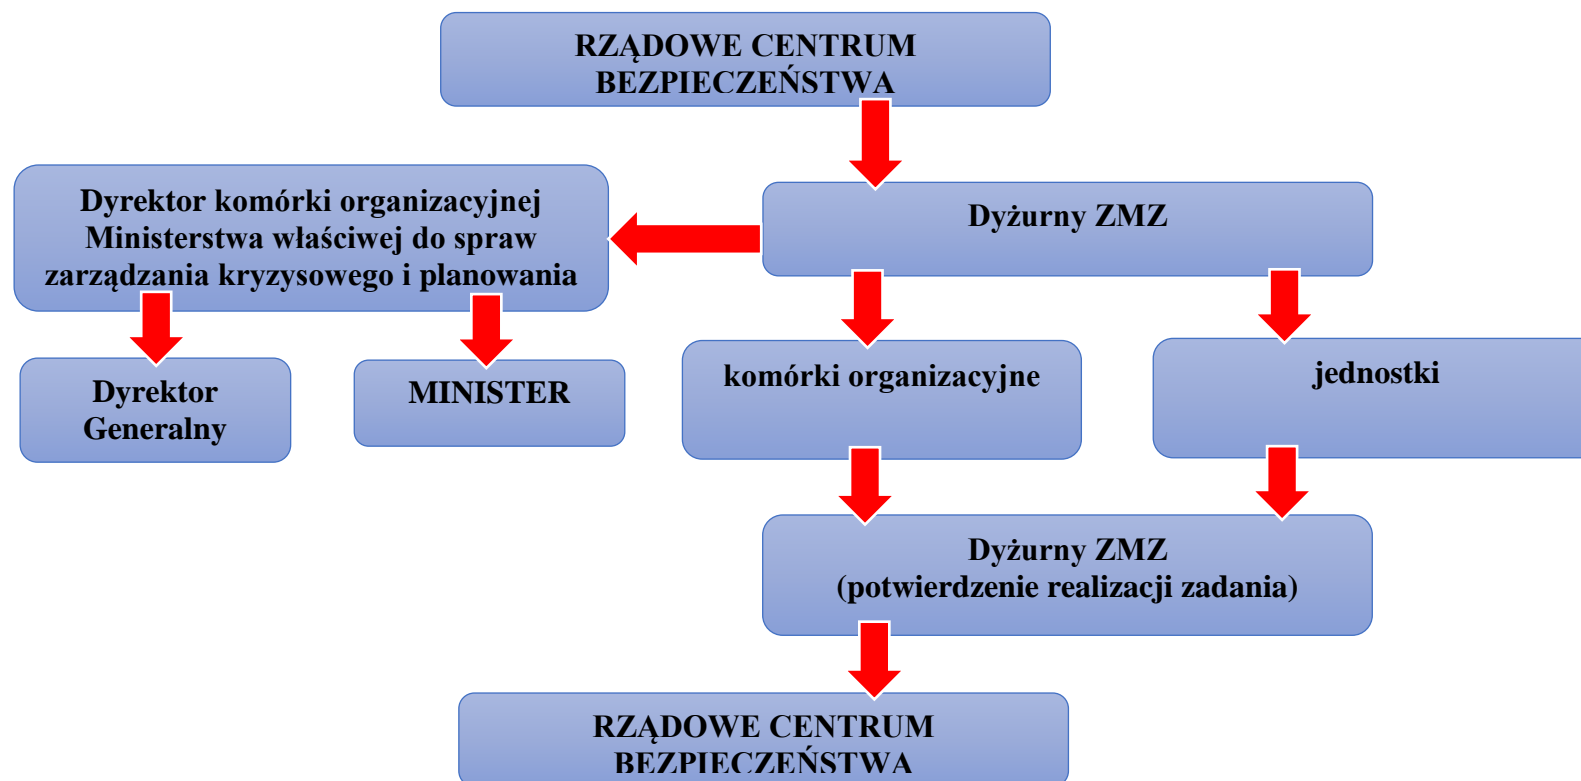 RZĄDOWE CENTRUM
BEZPIECZEŃSTWA
Dyrektor komórki organizacyjnej
Ministerstwa właściwej do spraw
zarządzania kryzysowego i planowania
Dyżurny ZMZ
Dyrektor
Generalny
MINISTER
komórki organizacyjne
jednostki
Dyżurny ZMZ
(potwierdzenie realizacji zadania)
RZĄDOWE CENTRUM
BEZPIECZEŃSTWA